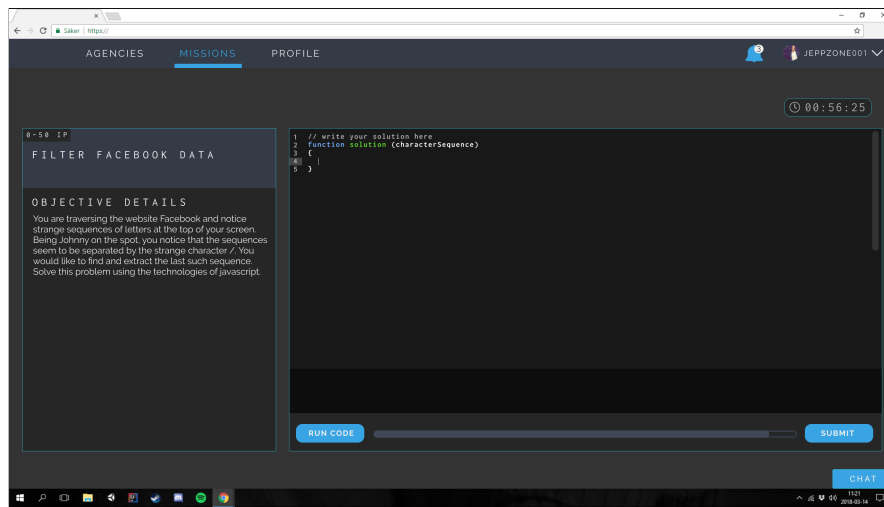 Säker | https://
AGENCIES MISSIONS PROFILE
3
JEPPZONE001
00:56:25
0-50 IP
FILTER FACEBOOK DATA
OBJECTIVE DETAILS
You are traversing the website Facebook and notice
strange sequences of letters at the top of your screen.
Being Johnny on the spot, you notice that the sequences
seem to be separated by the strange character /. You
would like to find and extract the last such sequence.
Solve this problem using the technologies of javascript.
1 // write your solution here
2 function solution (characterSequence)
3 {
4
5 }
RUN CODE
SUBMIT
CHAT
11:21
2018-03-14